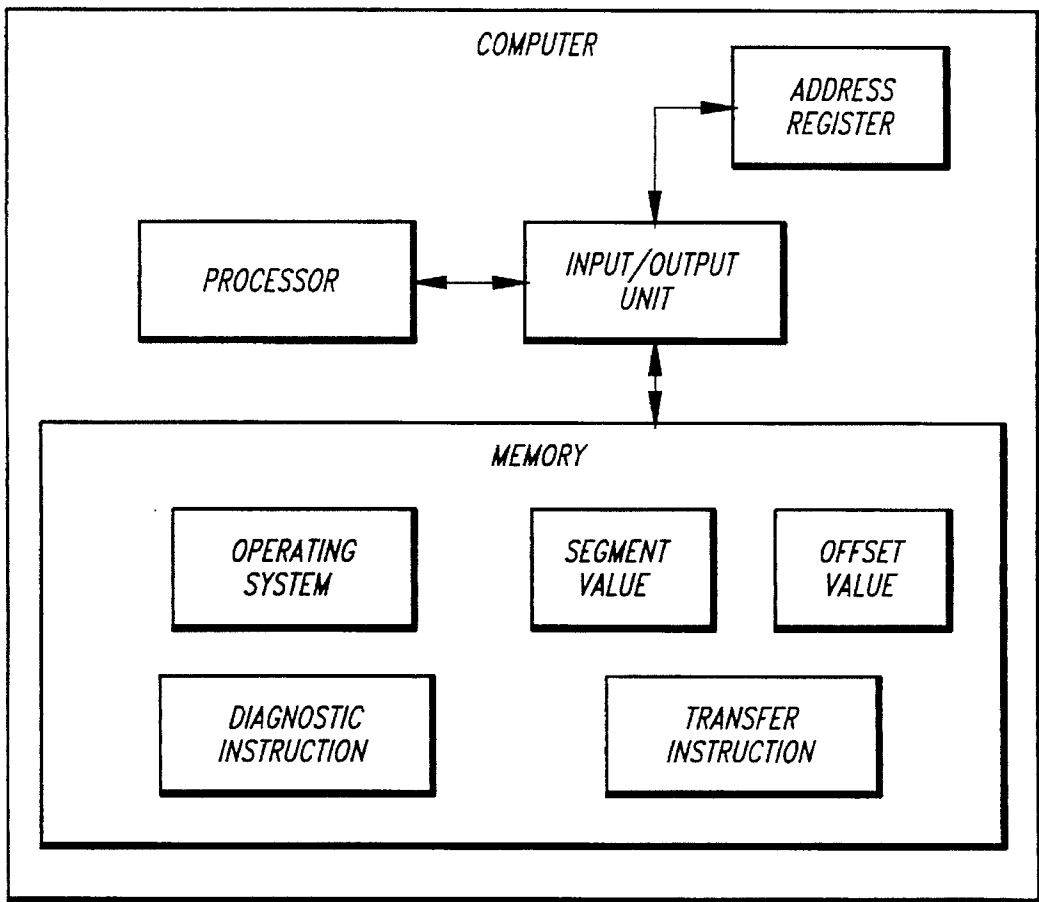 COMPUTER
ADDRESS
REGISTER
PROCESSOR
INPUT/OUTPUT
UNIT
MEMORY
OPERATING
SYSTEM
SEGMENT
VALUE
OFFSET
VALUE
DIAGNOSTIC
INSTRUCTION
TRANSFER
INSTRUCTION